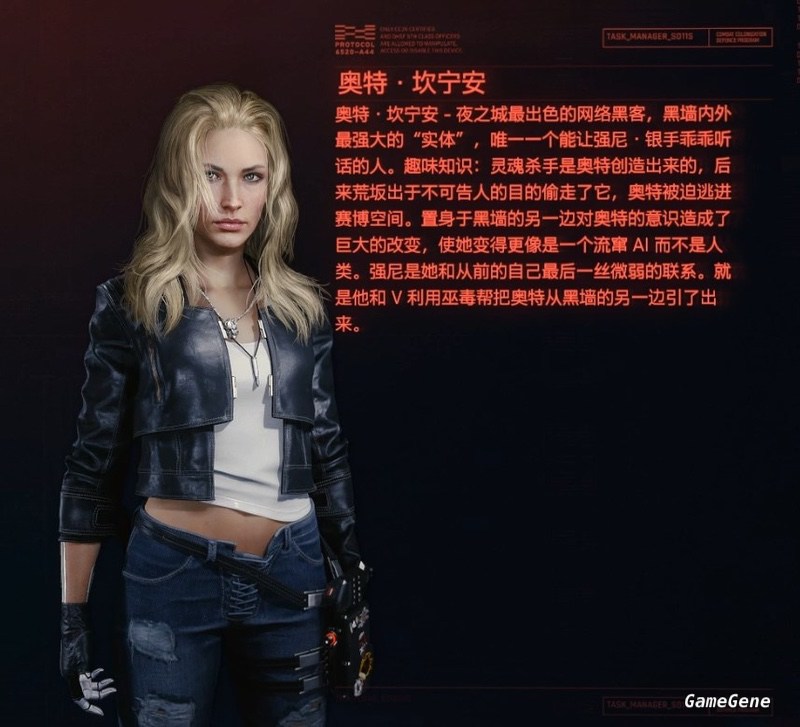 PROTOCOL
6520-A44
TASK_MANAGER_S011S
奥特·坎宁安
奥特·坎宁安 - 夜之城最出色的网络黑客，黑墙内外
最强大的“实体”，唯一一个能让强尼·银手乖乖听
话的人。趣味知识：灵魂杀手是奥特创造出来的，后
来荒坂出于不可告人的目的偷走了它，奥特被迫逃进
赛博空间。置身于黑墙的另一边对奥特的意识造成了
巨大的改变，使她变得更像是一个流窜 AI 而不是人
类。强尼是她和从前的自己最后一丝微弱的联系。就
是他和 V 利用巫毒帮把奥特从黑墙的另一边引了出
来。
GameGene